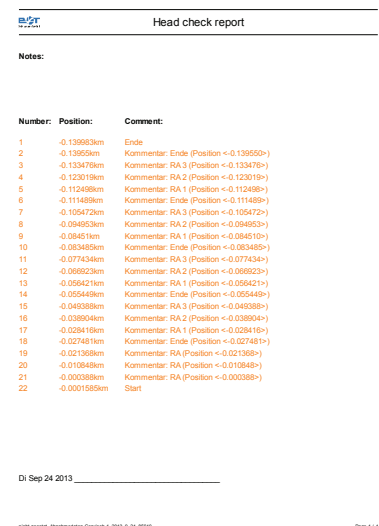 Head check report
Notes:
Number: Position: Comment:
1 -0.139983km Ende
2 -0.13955km Kommentar: Ende (Position <-0.139550>)
3 -0.133476km Kommentar: RA 3 (Position <-0.133476>)
4 -0.123019km Kommentar: RA 2 (Position <-0.123019>)
5 -0.112498km Kommentar: RA 1 (Position <-0.112498>)
6 -0.111489km Kommentar: Ende (Position <-0.111489>)
7 -0.105472km Kommentar: RA 3 (Position <-0.105472>)
8 -0.094953km Kommentar: RA 2 (Position <-0.094953>)
9 -0.08451km Kommentar: RA 1 (Position <-0.084510>)
10 -0.083485km Kommentar: Ende (Position <-0.083485>)
11 -0.077434km Kommentar: RA 3 (Position <-0.077434>)
12 -0.066923km Kommentar: RA 2 (Position <-0.066923>)
13 -0.056421km Kommentar: RA 1 (Position <-0.056421>)
14 -0.055449km Kommentar: Ende (Position <-0.055449>)
15 -0.049388km Kommentar: RA 3 (Position <-0.049388>)
16 -0.038904km Kommentar: RA 2 (Position <-0.038904>)
17 -0.028416km Kommentar: RA 1 (Position <-0.028416>)
18 -0.027481km Kommentar: Ende (Position <-0.027481>)
19 -0.021368km Kommentar: RA (Position <-0.021368>)
20 -0.010848km Kommentar: RA (Position <-0.010848>)
21 -0.000388km Kommentar: RA (Position <-0.000388>)
22 -0.0001585km Start
Di Sep 24 2013